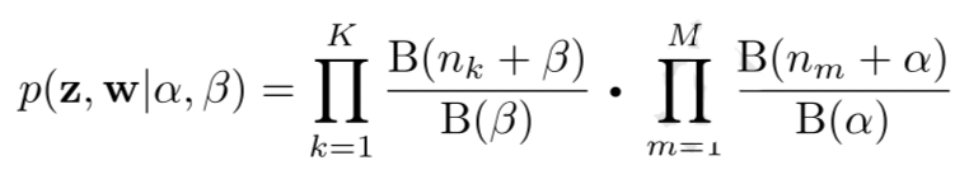 p(𝐳, 𝐰|α, β) = ∏_{k=1}^{K} B(n_k + β) / B(β) • ∏_{m=1}^{M} B(n_m + α) / B(α)